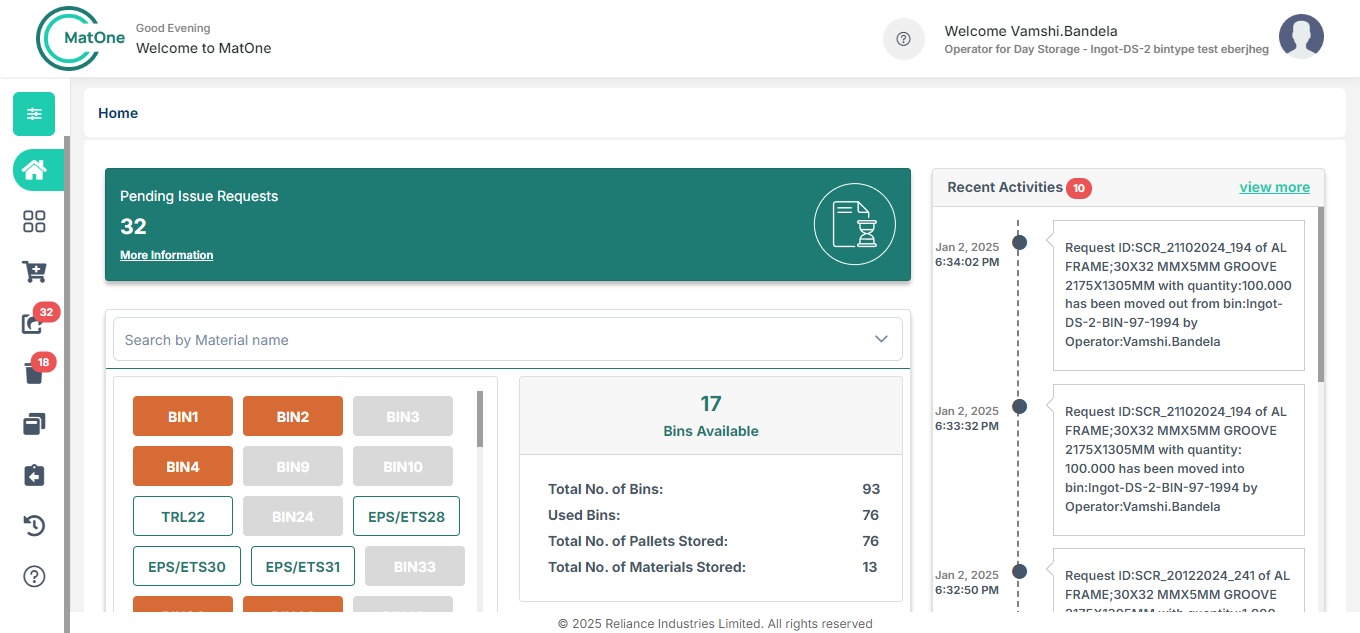 MatOne
Good Evening
Welcome to MatOne
Welcome Vamshi.Bandela
Operator for Day Storage - Ingot-DS-2 bintype test eberjheg
32
18
Home
Pending Issue Requests
32
More Information
Search by Material name
BIN1 BIN2 BIN3
BIN4 BIN9 BIN10
TRL22 BIN24 EPS/ETS28
EPS/ETS30 EPS/ETS31 BIN33
17
Bins Available
Total No. of Bins: 93
Used Bins: 76
Total No. of Pallets Stored: 76
Total No. of Materials Stored: 13
Recent Activities 10 view more
Jan 2, 2025
6:34:02 PM
Request ID:SCR_21102024_194 of AL
FRAME;30X32 MMX5MM GROOVE
2175X1305MM with quantity:100.000
has been moved out from bin:Ingot-
DS-2-BIN-97-1994 by
Operator:Vamshi.Bandela
Jan 2, 2025
6:33:32 PM
Request ID:SCR_21102024_194 of AL
FRAME;30X32 MMX5MM GROOVE
2175X1305MM with quantity:
100.000 has been moved into
bin:Ingot-DS-2-BIN-97-1994 by
Operator:Vamshi.Bandela
Jan 2, 2025
6:32:50 PM
Request ID:SCR_20122024_241 of AL
FRAME;30X32 MMX5MM GROOVE
2175X1305MM with quantity:1.000
© 2025 Reliance Industries Limited. All rights reserved